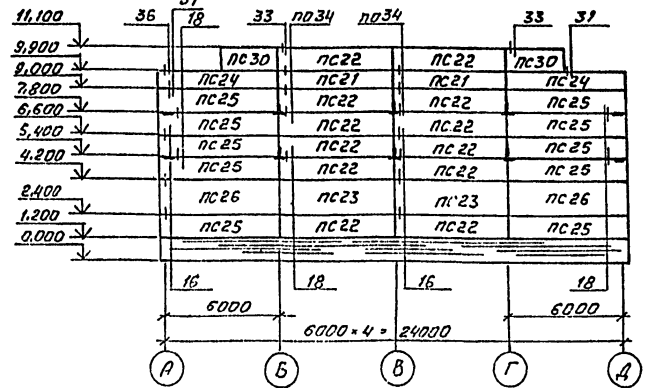 11,100 36 31 18 33 по34 по34 33 31
9,900 пс30 пс22 пс22 пс30
9,000 пс24 пс21 пс21 пс24
7.800 пс25 пс22 пс22 пс25
6,600
5,400 пс25 пс22 пс22 пс25
4.200 пс25 пс22 пс22 пс25
пс25 пс22 пс22 пс25
2,400 пс26 пс23 пс23 пс26
1.200 пс25 пс22 пс22 пс25
0,000
16 18 16 18
6000 6000
6000 × 4 = 24000
А Б В Г Д